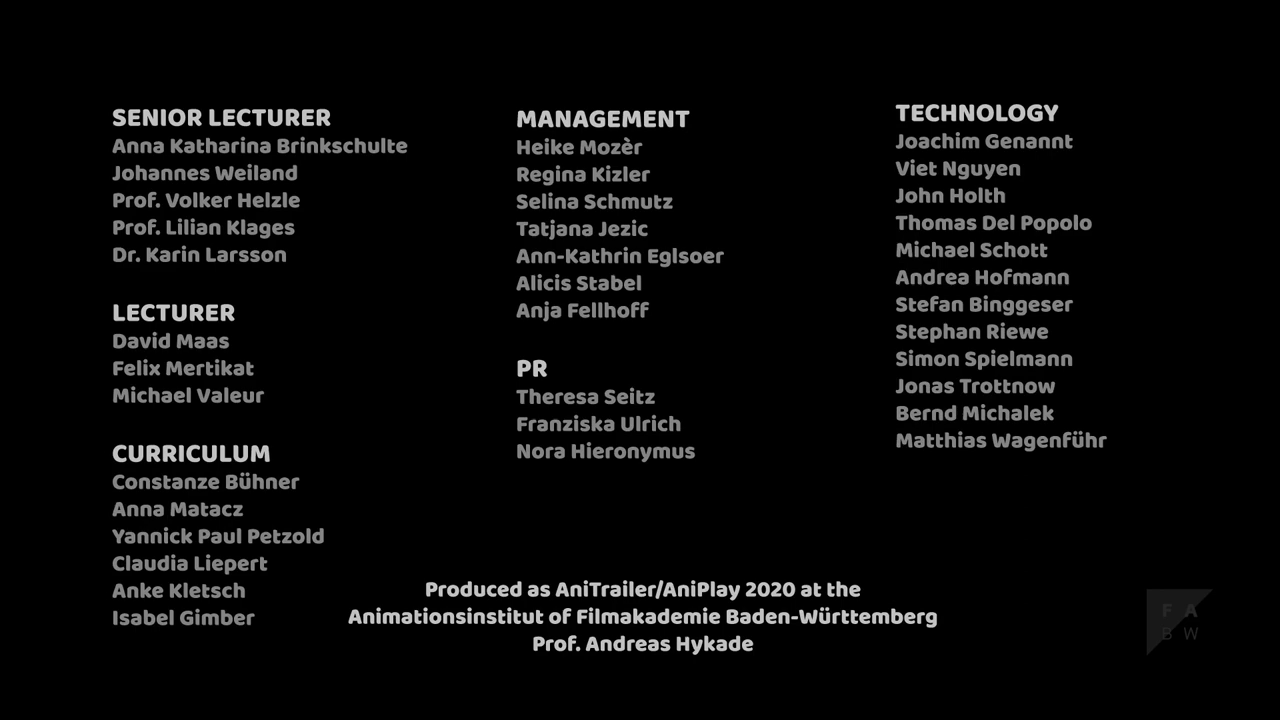 SENIOR LECTURER
Anna Katharina Brinkschulte
Johannes Weiland
Prof. Volker Helzle
Prof. Lilian Klages
Dr. Karin Larsson
LECTURER
David Maas
Felix Mertikat
Michael Valeur
CURRICULUM
Constanze Bühner
Anna Matacz
Yannick Paul Petzold
Claudia Liepert
Anke Kletsch
Isabel Gimber
MANAGEMENT
Heike Mozèr
Regina Kizler
Selina Schmutz
Tatjana Jezic
Ann-Kathrin Eglsoer
Alicis Stabel
Anja Fellhoff
PR
Theresa Seitz
Franziska Ulrich
Nora Hieronymus
TECHNOLOGY
Joachim Genannt
Viet Nguyen
John Holth
Thomas Del Popolo
Michael Schott
Andrea Hofmann
Stefan Binggeser
Stephan Riewe
Simon Spielmann
Jonas Trottnow
Bernd Michalek
Matthias Wagenführ
Produced as AniTrailer/AniPlay 2020 at the
Animationsinstitut of Filmakademie Baden-Württemberg
Prof. Andreas Hykade
F A
B W